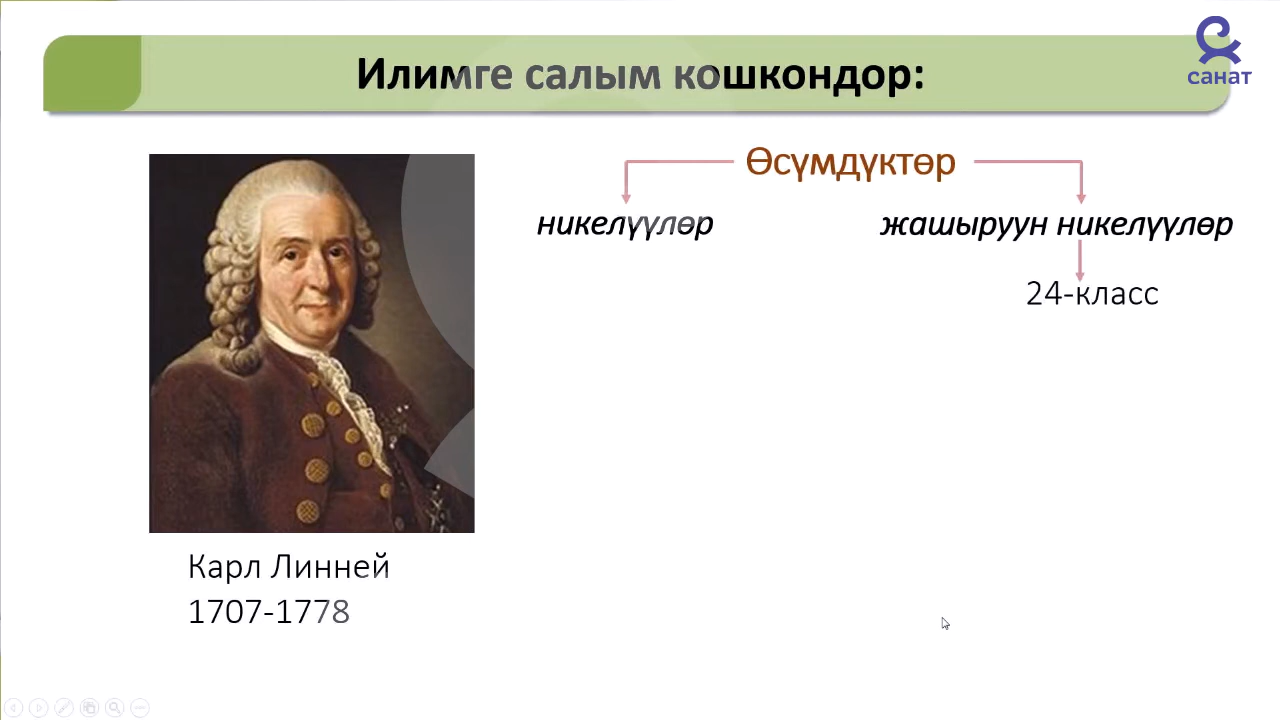 Илимге салым кошкондор:
санат
Өсүмдүктөр
никелүүлөр
жашыруун никелүүлөр
24-класс
Карл Линней
1707-1778